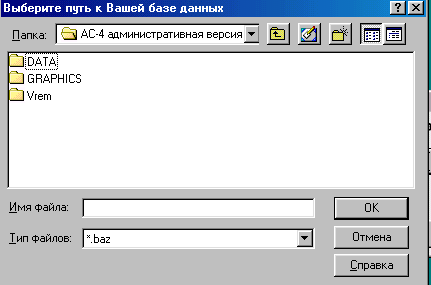 Выберите путь к Вашей базе данных
Папка: АС-4 административная версия
DATA
GRAPHICS
Vrem
Имя файла: OK
Тип файлов: *.baz Отмена
Справка